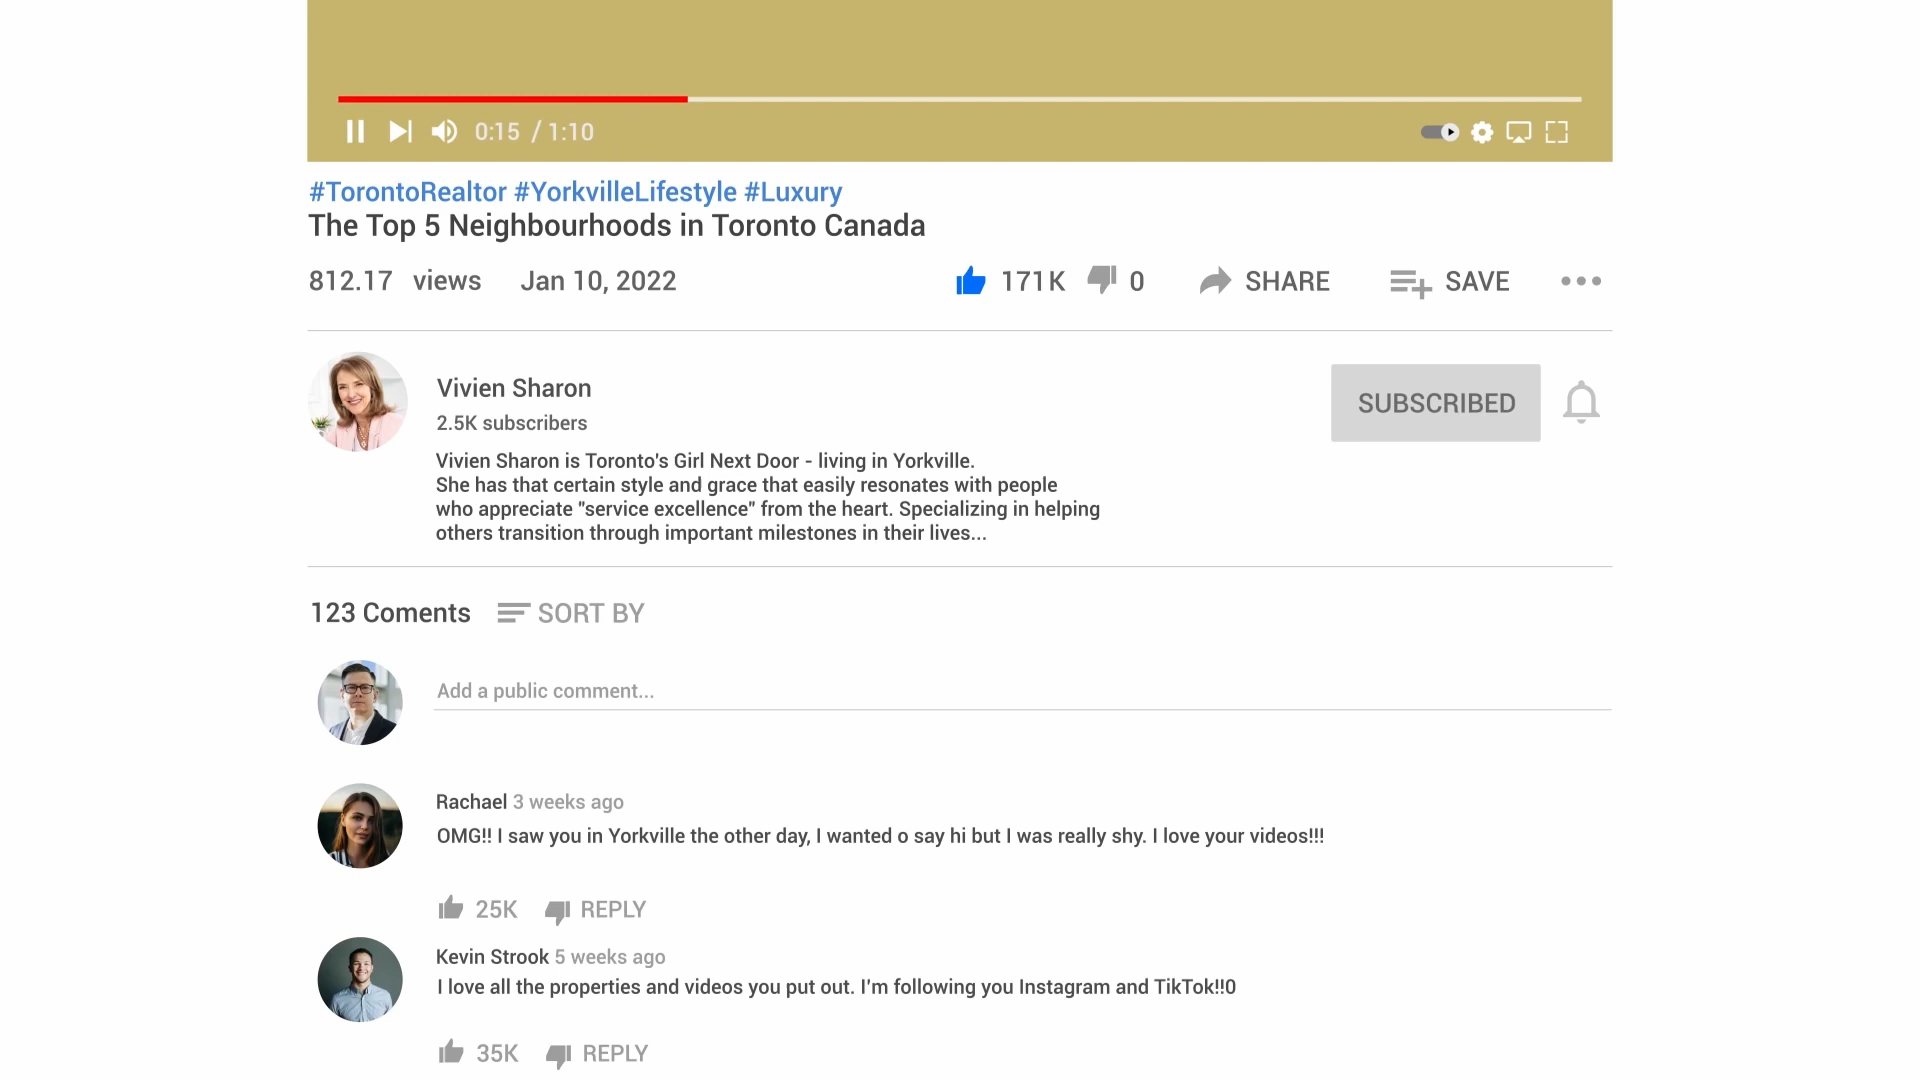 0:15 / 1:10
#TorontoRealtor #YorkvilleLifestyle #Luxury
The Top 5 Neighbourhoods in Toronto Canada
812.17 views Jan 10, 2022 171K 0 SHARE SAVE
Vivien Sharon
2.5K subscribers
SUBSCRIBED
Vivien Sharon is Toronto's Girl Next Door - living in Yorkville.
She has that certain style and grace that easily resonates with people
who appreciate "service excellence" from the heart. Specializing in helping
others transition through important milestones in their lives...
123 Coments SORT BY
Add a public comment...
Rachael 3 weeks ago
OMG!! I saw you in Yorkville the other day, I wanted o say hi but I was really shy. I love your videos!!!
25K REPLY
Kevin Strook 5 weeks ago
I love all the properties and videos you put out. I'm following you Instagram and TikTok!!0
35K REPLY